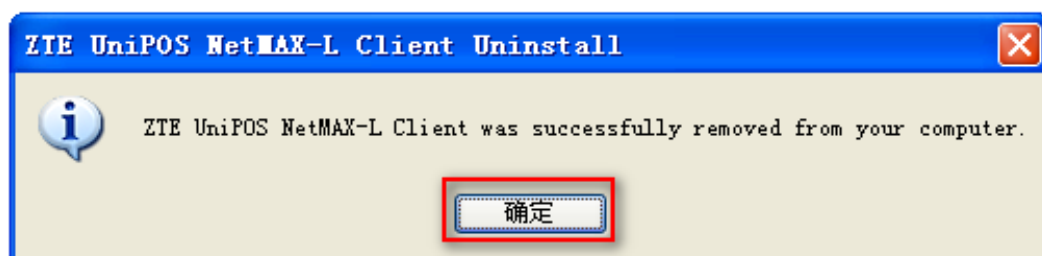 ZTE UniPOS NetMAX-L Client Uninstall
ZTE UniPOS NetMAX-L Client was successfully removed from your computer.
确定